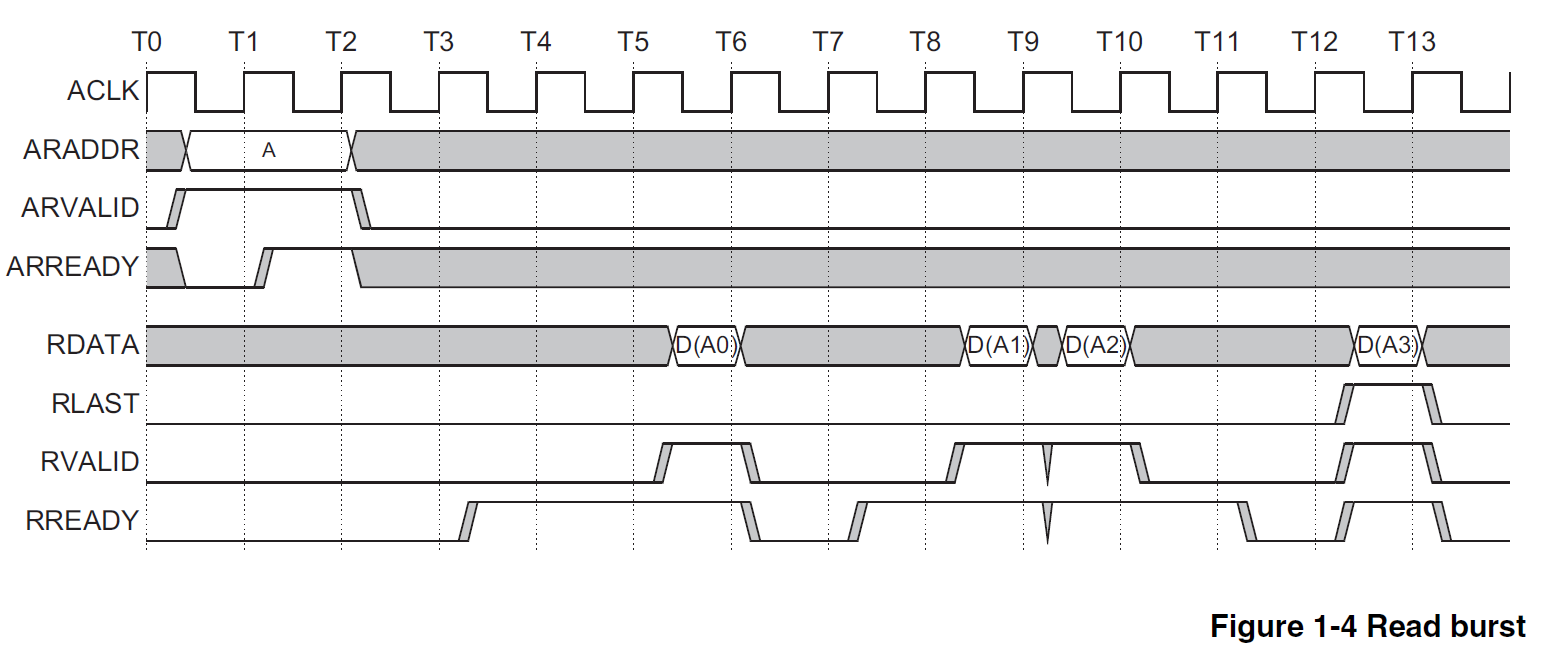 T0 T1 T2 T3 T4 T5 T6 T7 T8 T9 T10 T11 T12 T13
ACLK
ARADDR A
ARVALID
ARREADY
RDATA D(A0) D(A1) D(A2) D(A3)
RLAST
RVALID
RREADY
Figure 1-4 Read burst